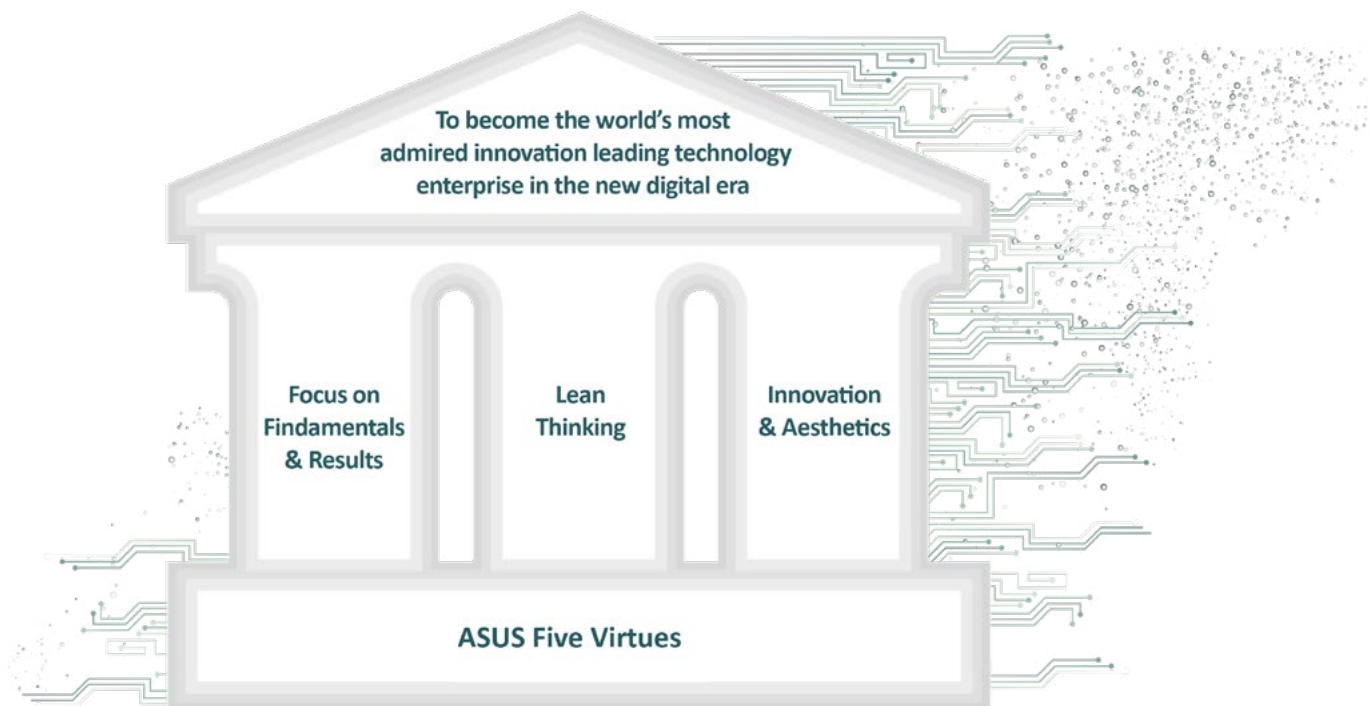 To become the world’s most
admired innovation leading technology
enterprise in the new digital era
Focus on
Findamentals
& Results
Lean
Thinking
Innovation
& Aesthetics
ASUS Five Virtues